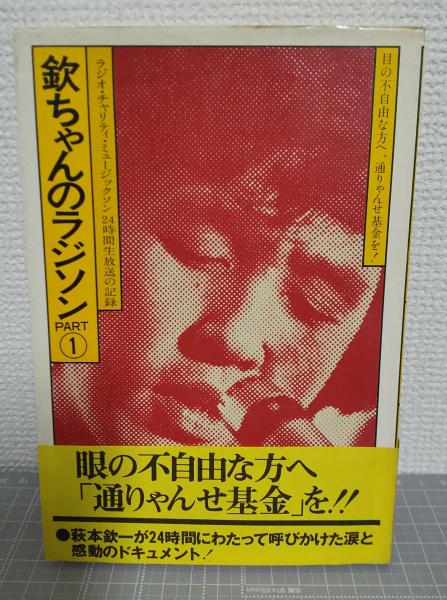 欽ちゃんのラジソン
PART
①
ラジオ・チャリティ・ミュージックソン 24時間生放送の記録
目の不自由な方へ、通りゃんせ基金を!
眼の不自由な方へ
「通りゃんせ基金」を!!
●萩本欽一が24時間にわたって呼びかけた涙と
感動のドキュメント!